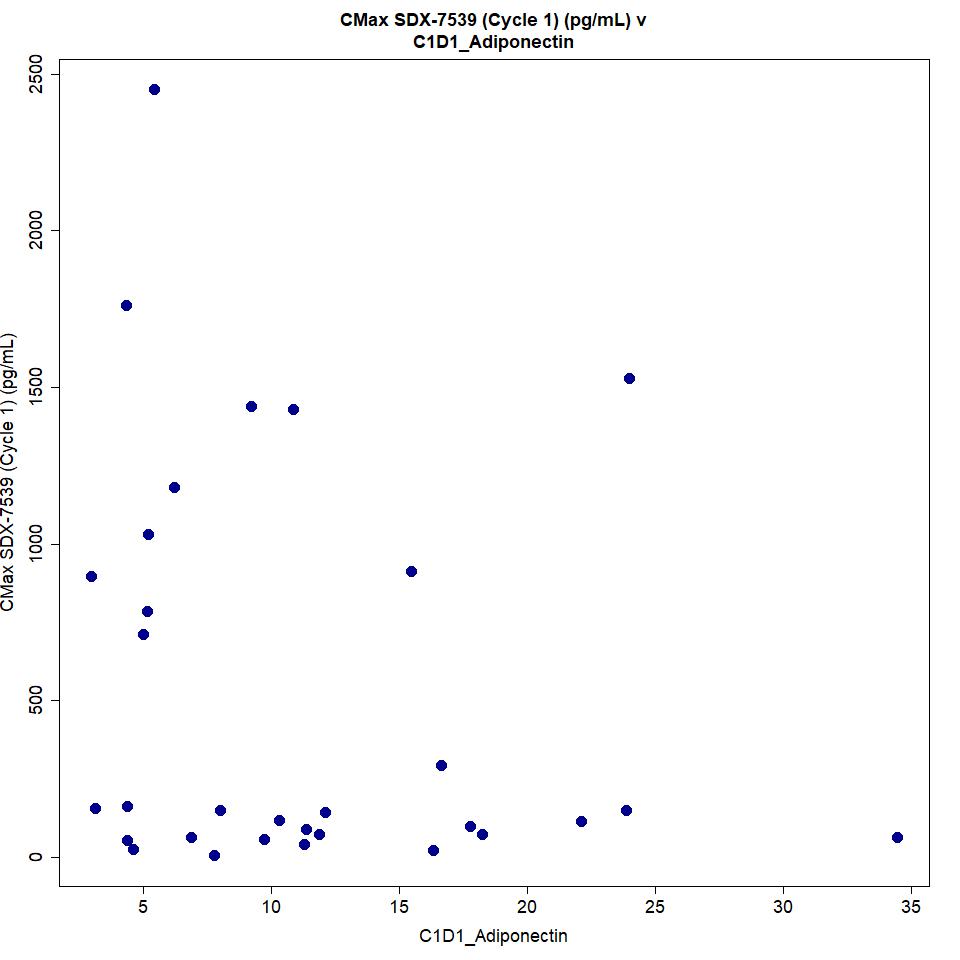 CMax SDX-7539 (Cycle 1) (pg/mL) v
C1D1_Adiponectin
2500
2000
1500
1000
500
0
CMax SDX-7539 (Cycle 1) (pg/mL)
5 10 15 20 25 30 35
C1D1_Adiponectin